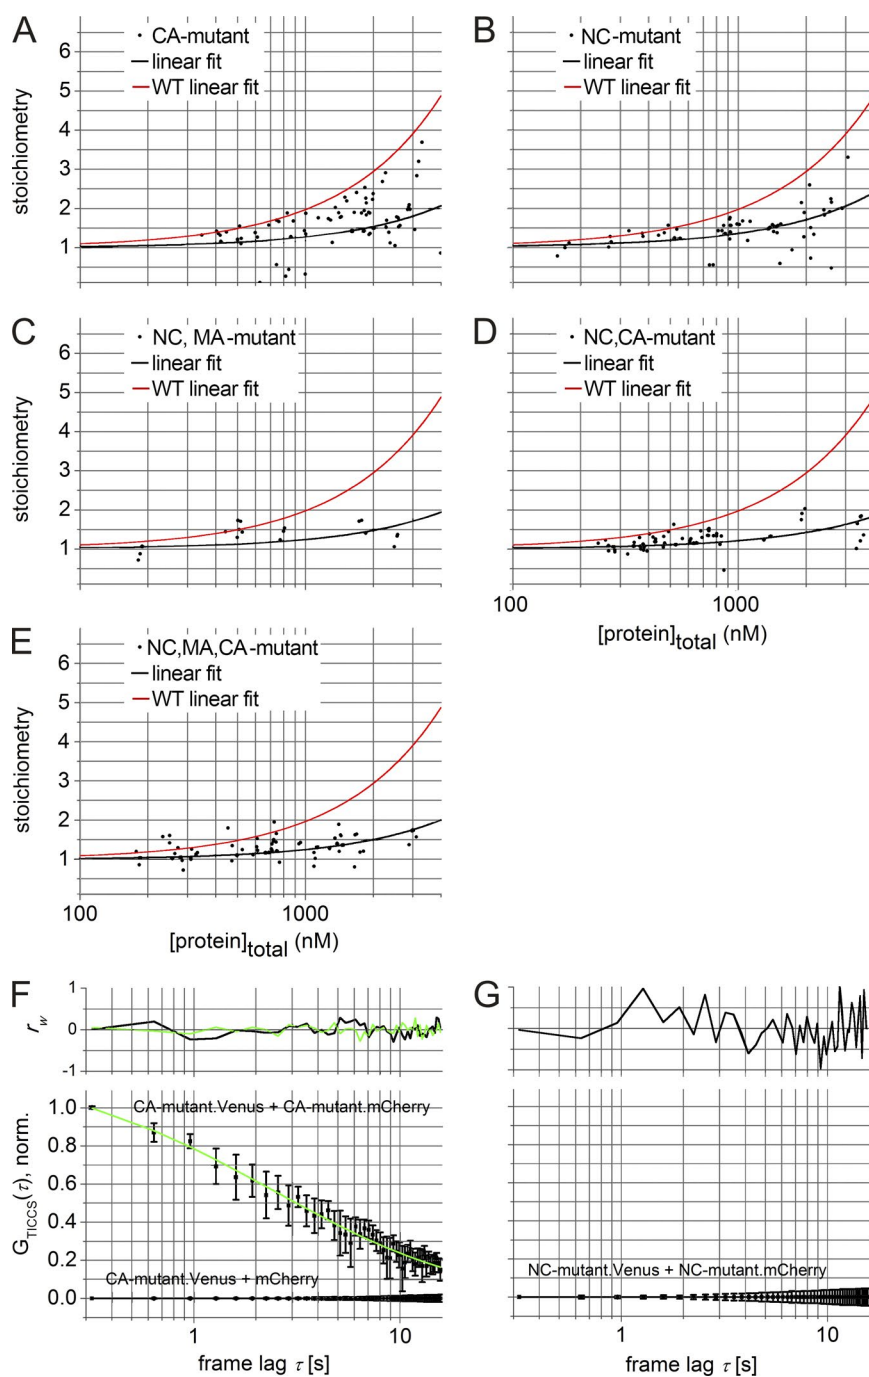 A
CA-mutant
linear fit
WT linear fit
stoichiometry
6
5
4
3
2
1
B
NC-mutant
linear fit
WT linear fit
C
NC, MA-mutant
linear fit
WT linear fit
stoichiometry
6
5
4
3
2
1
D
NC,CA-mutant
linear fit
WT linear fit
100
1000
[protein]total (nM)
E
NC,MA,CA-mutant
linear fit
WT linear fit
stoichiometry
6
5
4
3
2
1
100
1000
[protein]total (nM)
F
rw
1
0
-1
CA-mutant.Venus + CA-mutant.mCherry
CA-mutant.Venus + mCherry
GTICCS(τ), norm.
1.0
0.8
0.6
0.4
0.2
0.0
1
10
frame lag τ [s]
G
NC-mutant.Venus + NC-mutant.mCherry
1
10
frame lag τ [s]